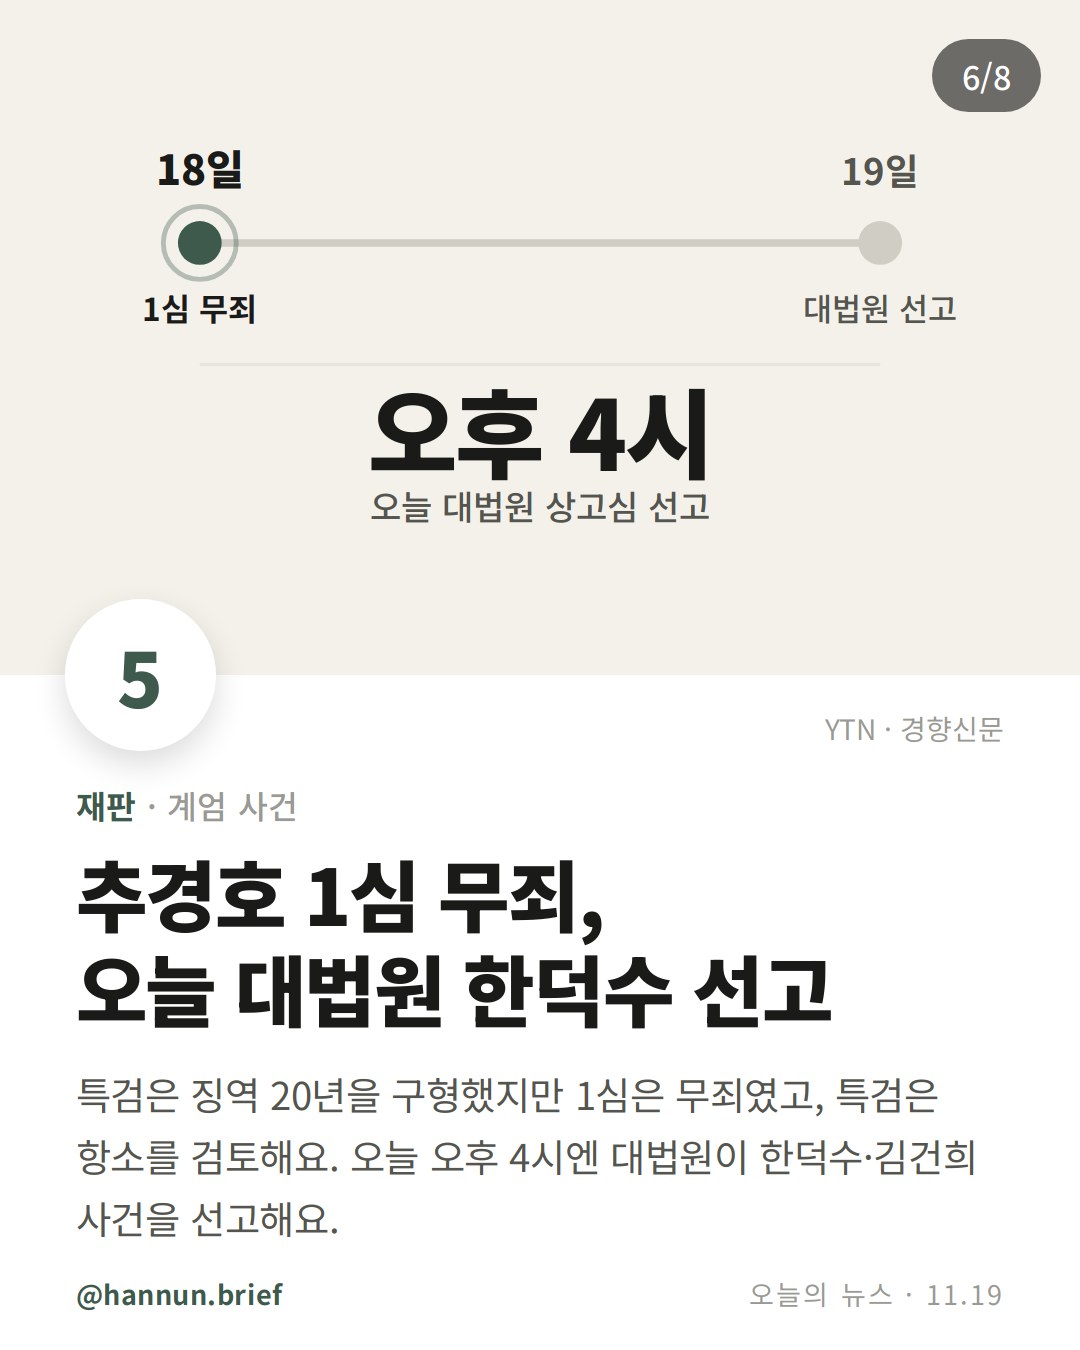 6/8
18일
19일
1심 무죄
대법원 선고
오후 4시
오늘 대법원 상고심 선고
5
YTN · 경향신문
재판 · 계엄 사건
추경호 1심 무죄,
오늘 대법원 한덕수 선고
특검은 징역 20년을 구형했지만 1심은 무죄였고, 특검은
항소를 검토해요. 오늘 오후 4시엔 대법원이 한덕수·김건희
사건을 선고해요.
@hannun.brief
오늘의 뉴스 · 11.19